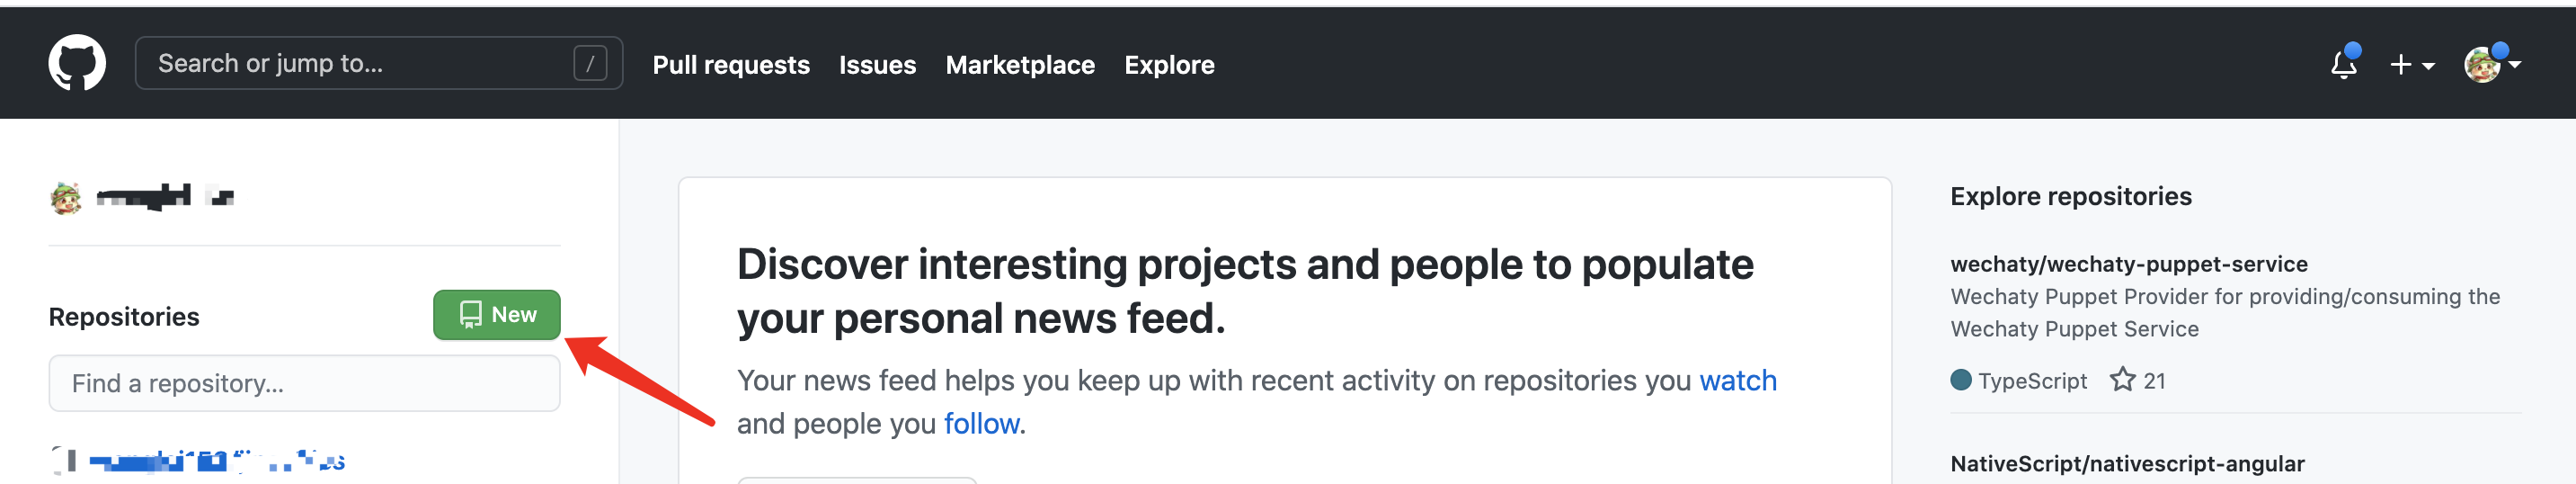 Search or jump to... /
Pull requests Issues Marketplace Explore
Repositories
New
Find a repository...
Discover interesting projects and people to populate
your personal news feed.
Your news feed helps you keep up with recent activity on repositories you watch
and people you follow.
Explore repositories
wechaty/wechaty-puppet-service
Wechaty Puppet Provider for providing/consuming the
Wechaty Puppet Service
TypeScript 21
NativeScript/nativescript-angular